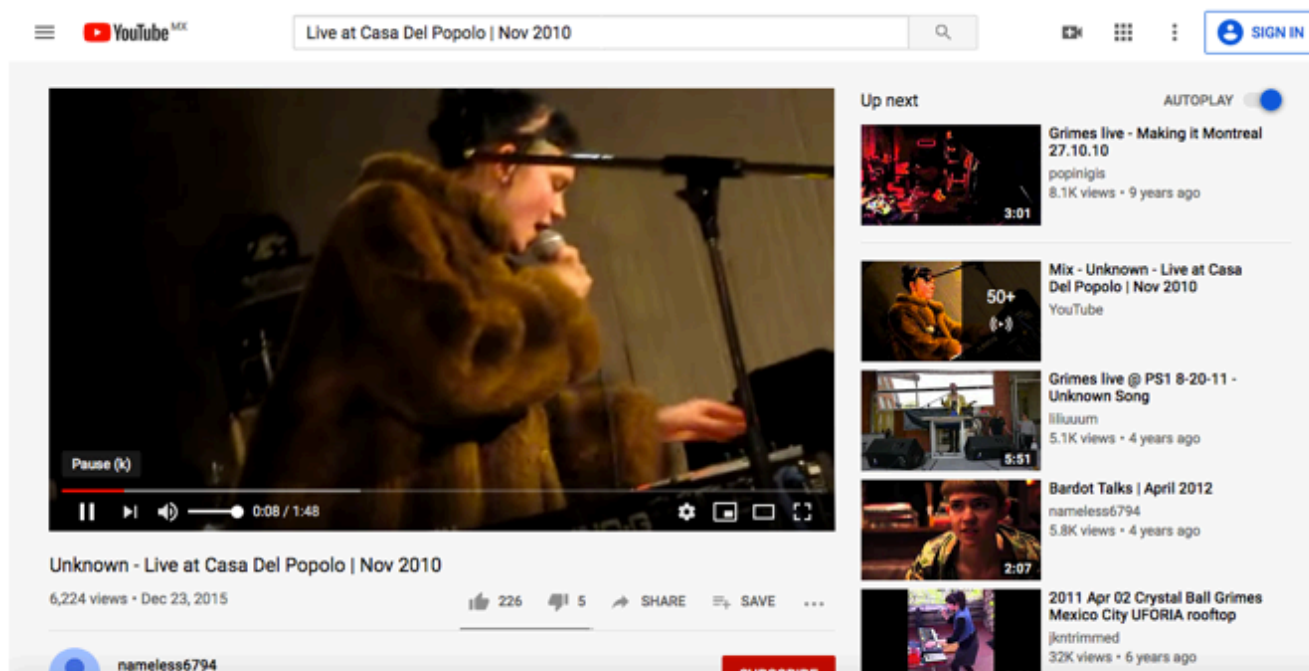 YouTube MX
Live at Casa Del Popolo | Nov 2010
SIGN IN
Pause (k)
0:08 / 1:48
Unknown - Live at Casa Del Popolo | Nov 2010
6,224 views • Dec 23, 2015
226
5
SHARE
SAVE
nameless6794
SUBSCRIBE
Up next
AUTOPLAY
Grimes live - Making it Montreal
27.10.10
popinigis
8.1K views • 9 years ago
3:01
Mix - Unknown - Live at Casa
Del Popolo | Nov 2010
YouTube
50+
Grimes live @ PS1 8-20-11 -
Unknown Song
liliuuum
5.1K views • 4 years ago
5:51
Bardot Talks | April 2012
nameless6794
5.8K views • 4 years ago
2:07
2011 Apr 02 Crystal Ball Grimes
Mexico City UFORIA rooftop
jkntrimmed
32K views • 6 years ago